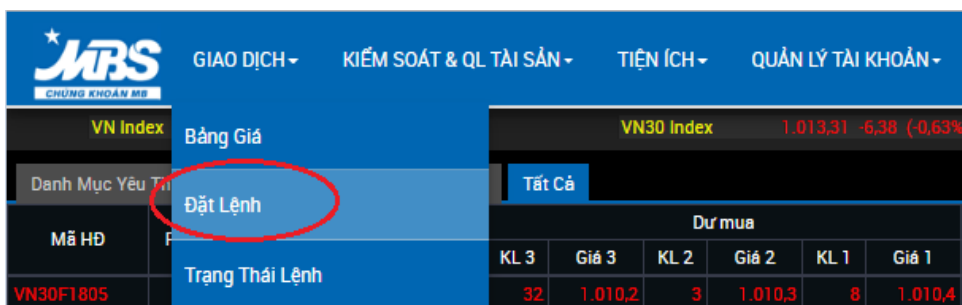 MBS
CHỨNG KHOÁN MB
GIAO DỊCH KIỂM SOÁT & QL TÀI SẢN TIỆN ÍCH QUẢN LÝ TÀI KHOẢN
VN Index VN30 Index 1.013,31 -6,38 (-0,63%
Bảng Giá
Danh Mục Yêu Tất Cả
Đặt Lệnh
Mã HĐ Dư mua
KL 3 Giá 3 KL 2 Giá 2 KL 1 Giá 1
Trạng Thái Lệnh
VN30F1805 32 1.010,2 3 1.010,3 8 1.010,4